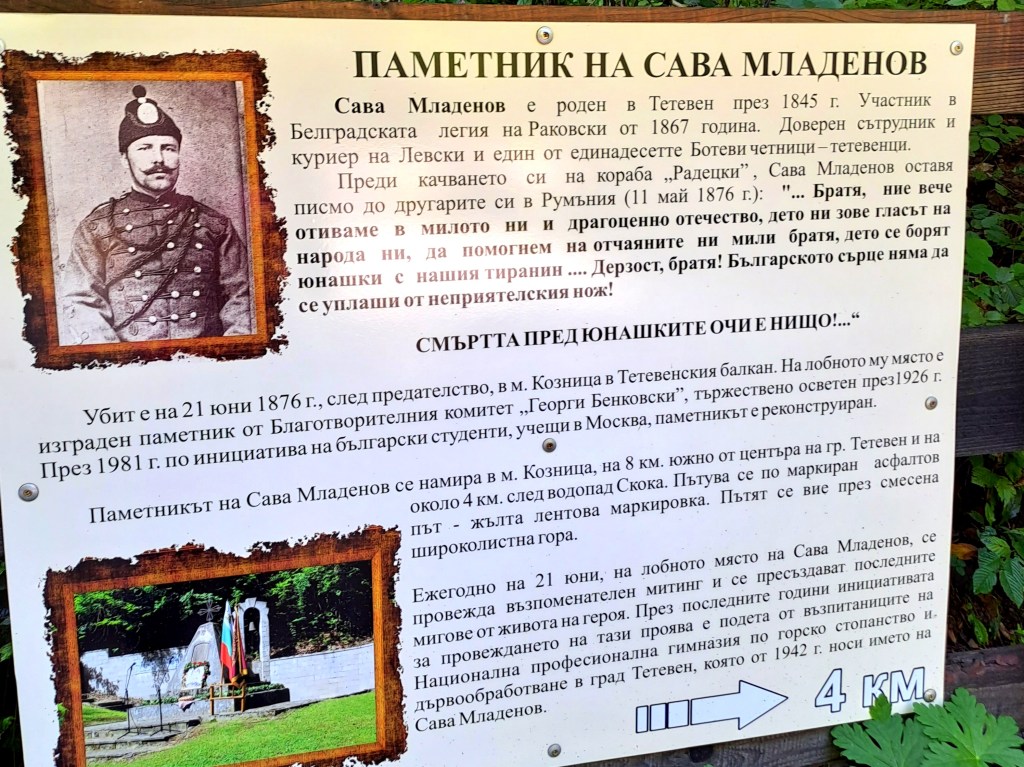 ПАМЕТНИК НА САВА МЛАДЕНОВ
Сава Младенов е роден в Тетевен през 1845 г. Участник в
Белградската легия на Раковски от 1867 година. Доверен сътрудник и
куриер на Левски и един от единадесетте Ботеви четници – тетевенци.
Преди качването си на кораба „Радецки”, Сава Младенов оставя
писмо до другарите си в Румъния (11 май 1876 г.): "... Братя, ние вече
отиваме в милото ни и драгоценно отечество, дето ни зове гласът на
народа ни, да помогнем на отчаяните ни мили братя, дето се борят
юнашки с нашия тиранин .... Дерзост, братя! Българското сърце няма да
се уплаши от неприятелския нож!
СМЪРТТА ПРЕД ЮНАШКИТЕ ОЧИ Е НИЩО!...“
Убит е на 21 юни 1876 г., след предателство, в м. Козница в Тетевенския балкан. На лобното му място е
изграден паметник от Благотворителния комитет „Георги Бенковски”, тържествено осветен през1926 г.
През 1981 г. по инициатива на български студенти, учещи в Москва, паметникът е реконструиран.
Паметникът на Сава Младенов се намира в м. Козница, на 8 км. южно от центъра на гр. Тетевен и на
около 4 км. след водопад Скока. Пътува се по маркиран асфалтов
път - жълта лентова маркировка. Пътят се вие през смесена
широколистна гора.
Ежегодно на 21 юни, на лобното място на Сава Младенов, се
провежда възпоменателен митинг и се пресъздават последните
мигове от живота на героя. През последните години инициативата
за провеждането на тази проява е подета от възпитаниците на
Национална професионална гимназия по горско стопанство и
дървообработване в град Тетевен, която от 1942 г. носи името на
Сава Младенов.
4 км